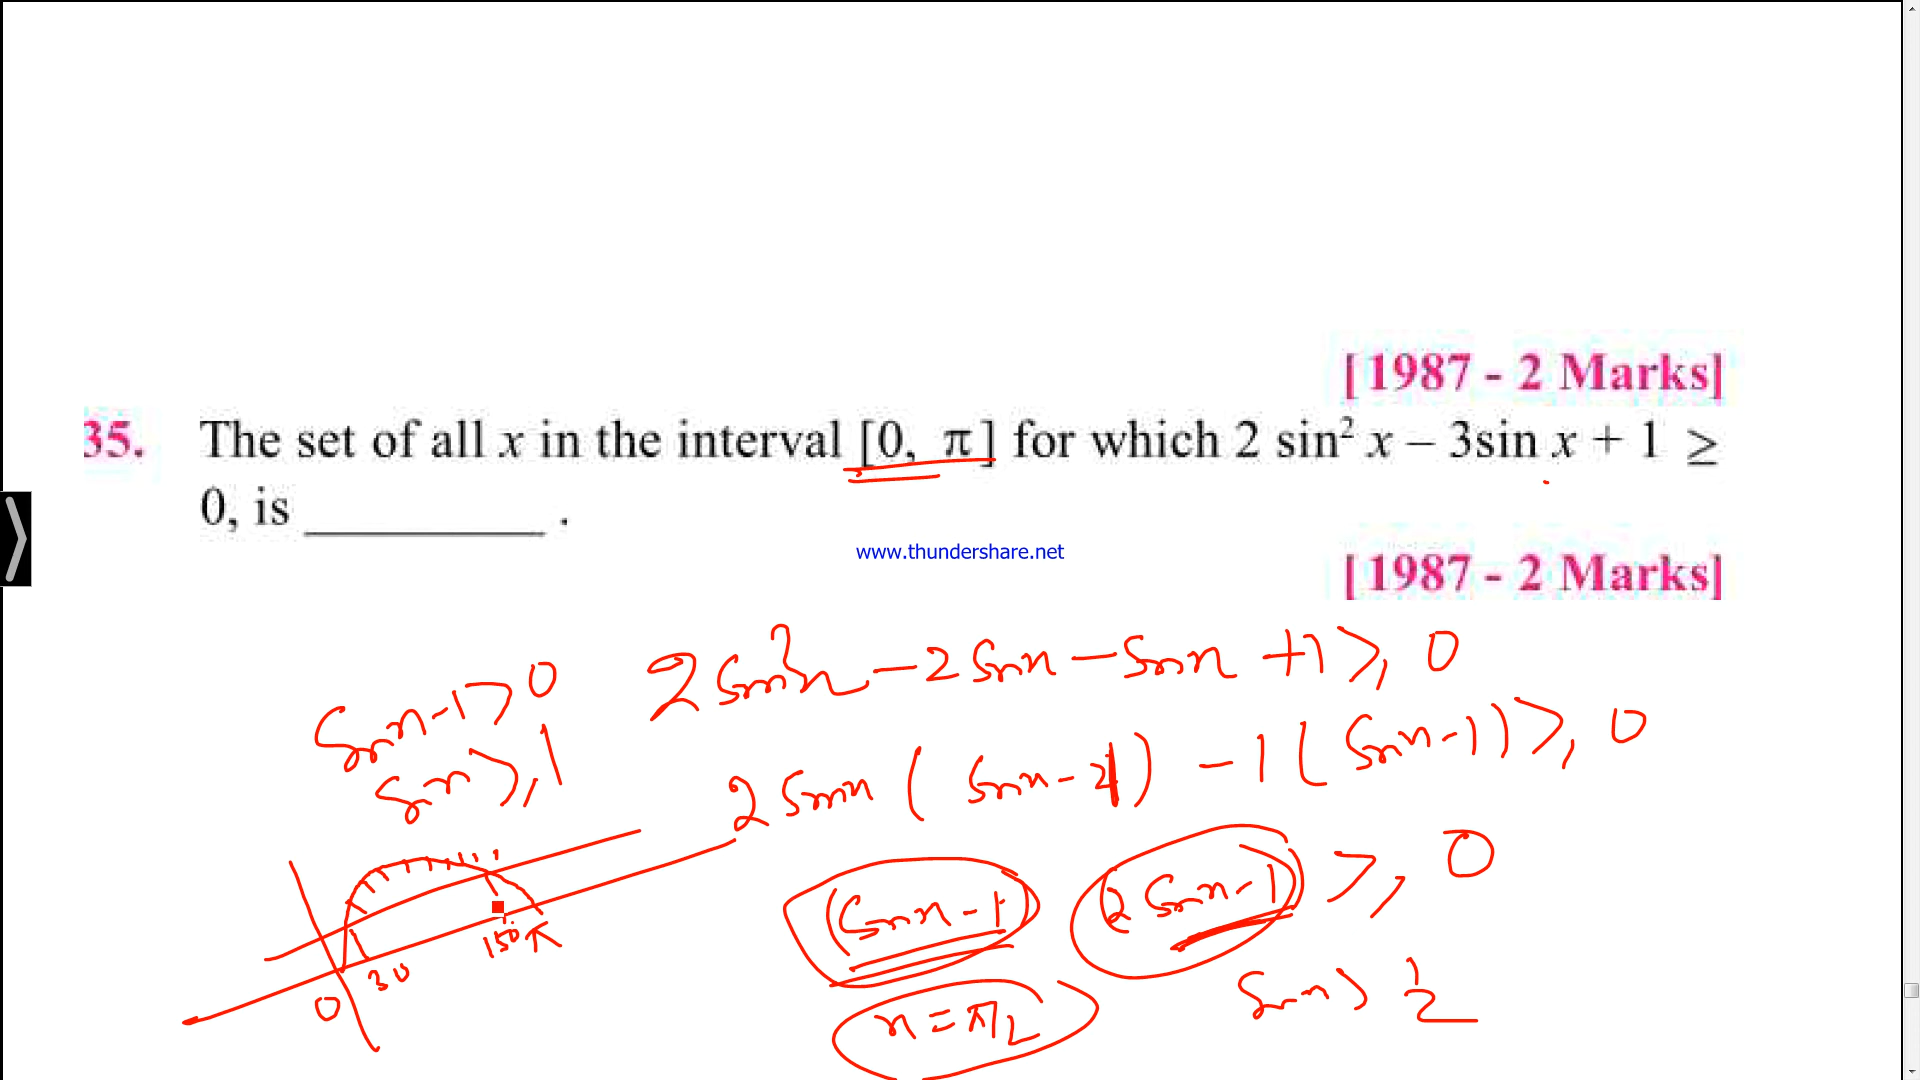 [1987 - 2 Marks]
35. The set of all x in the interval [0, π] for which 2 sin² x – 3sin x + 1 ≥
0, is __________ .
www.thundershare.net
[1987 - 2 Marks]
2 sin²x – 2 sin x – sin x + 1 ≥ 0
sin x - 1 > 0
sin x ≥ 1
2 sin x ( sin x - 1 ) - 1 ( sin x - 1 ) ≥ 0
(sin x - 1) (2 sin x - 1) ≥ 0
0 30 150 π
x = π/2
sin x > 1/2